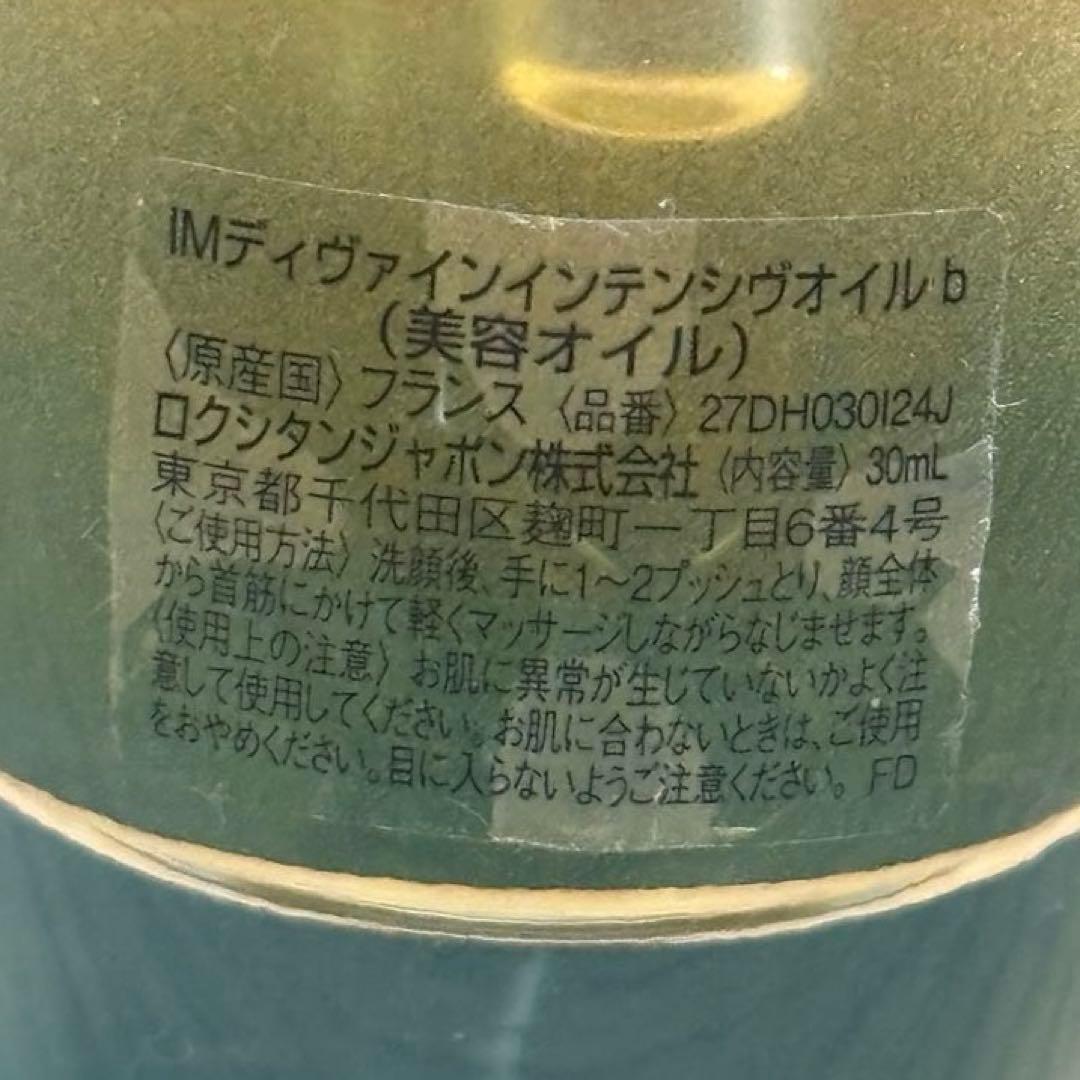 IMディヴァインインテンシヴオイルb
(美容オイル)
〈原産国〉フランス 〈品番〉27DH030I24J
ロクシタンジャポン株式会社 〈内容量〉30mL
東京都千代田区麹町一丁目6番4号
〈ご使用方法〉洗顔後、手に1～2プッシュとり、顔全体
から首筋にかけて軽くマッサージしながらなじませます。
〈使用上の注意〉お肌に異常が生じていないかよく注
意して使用してください。お肌に合わないときは、ご使用
をおやめください。目に入らないようご注意ください。FD